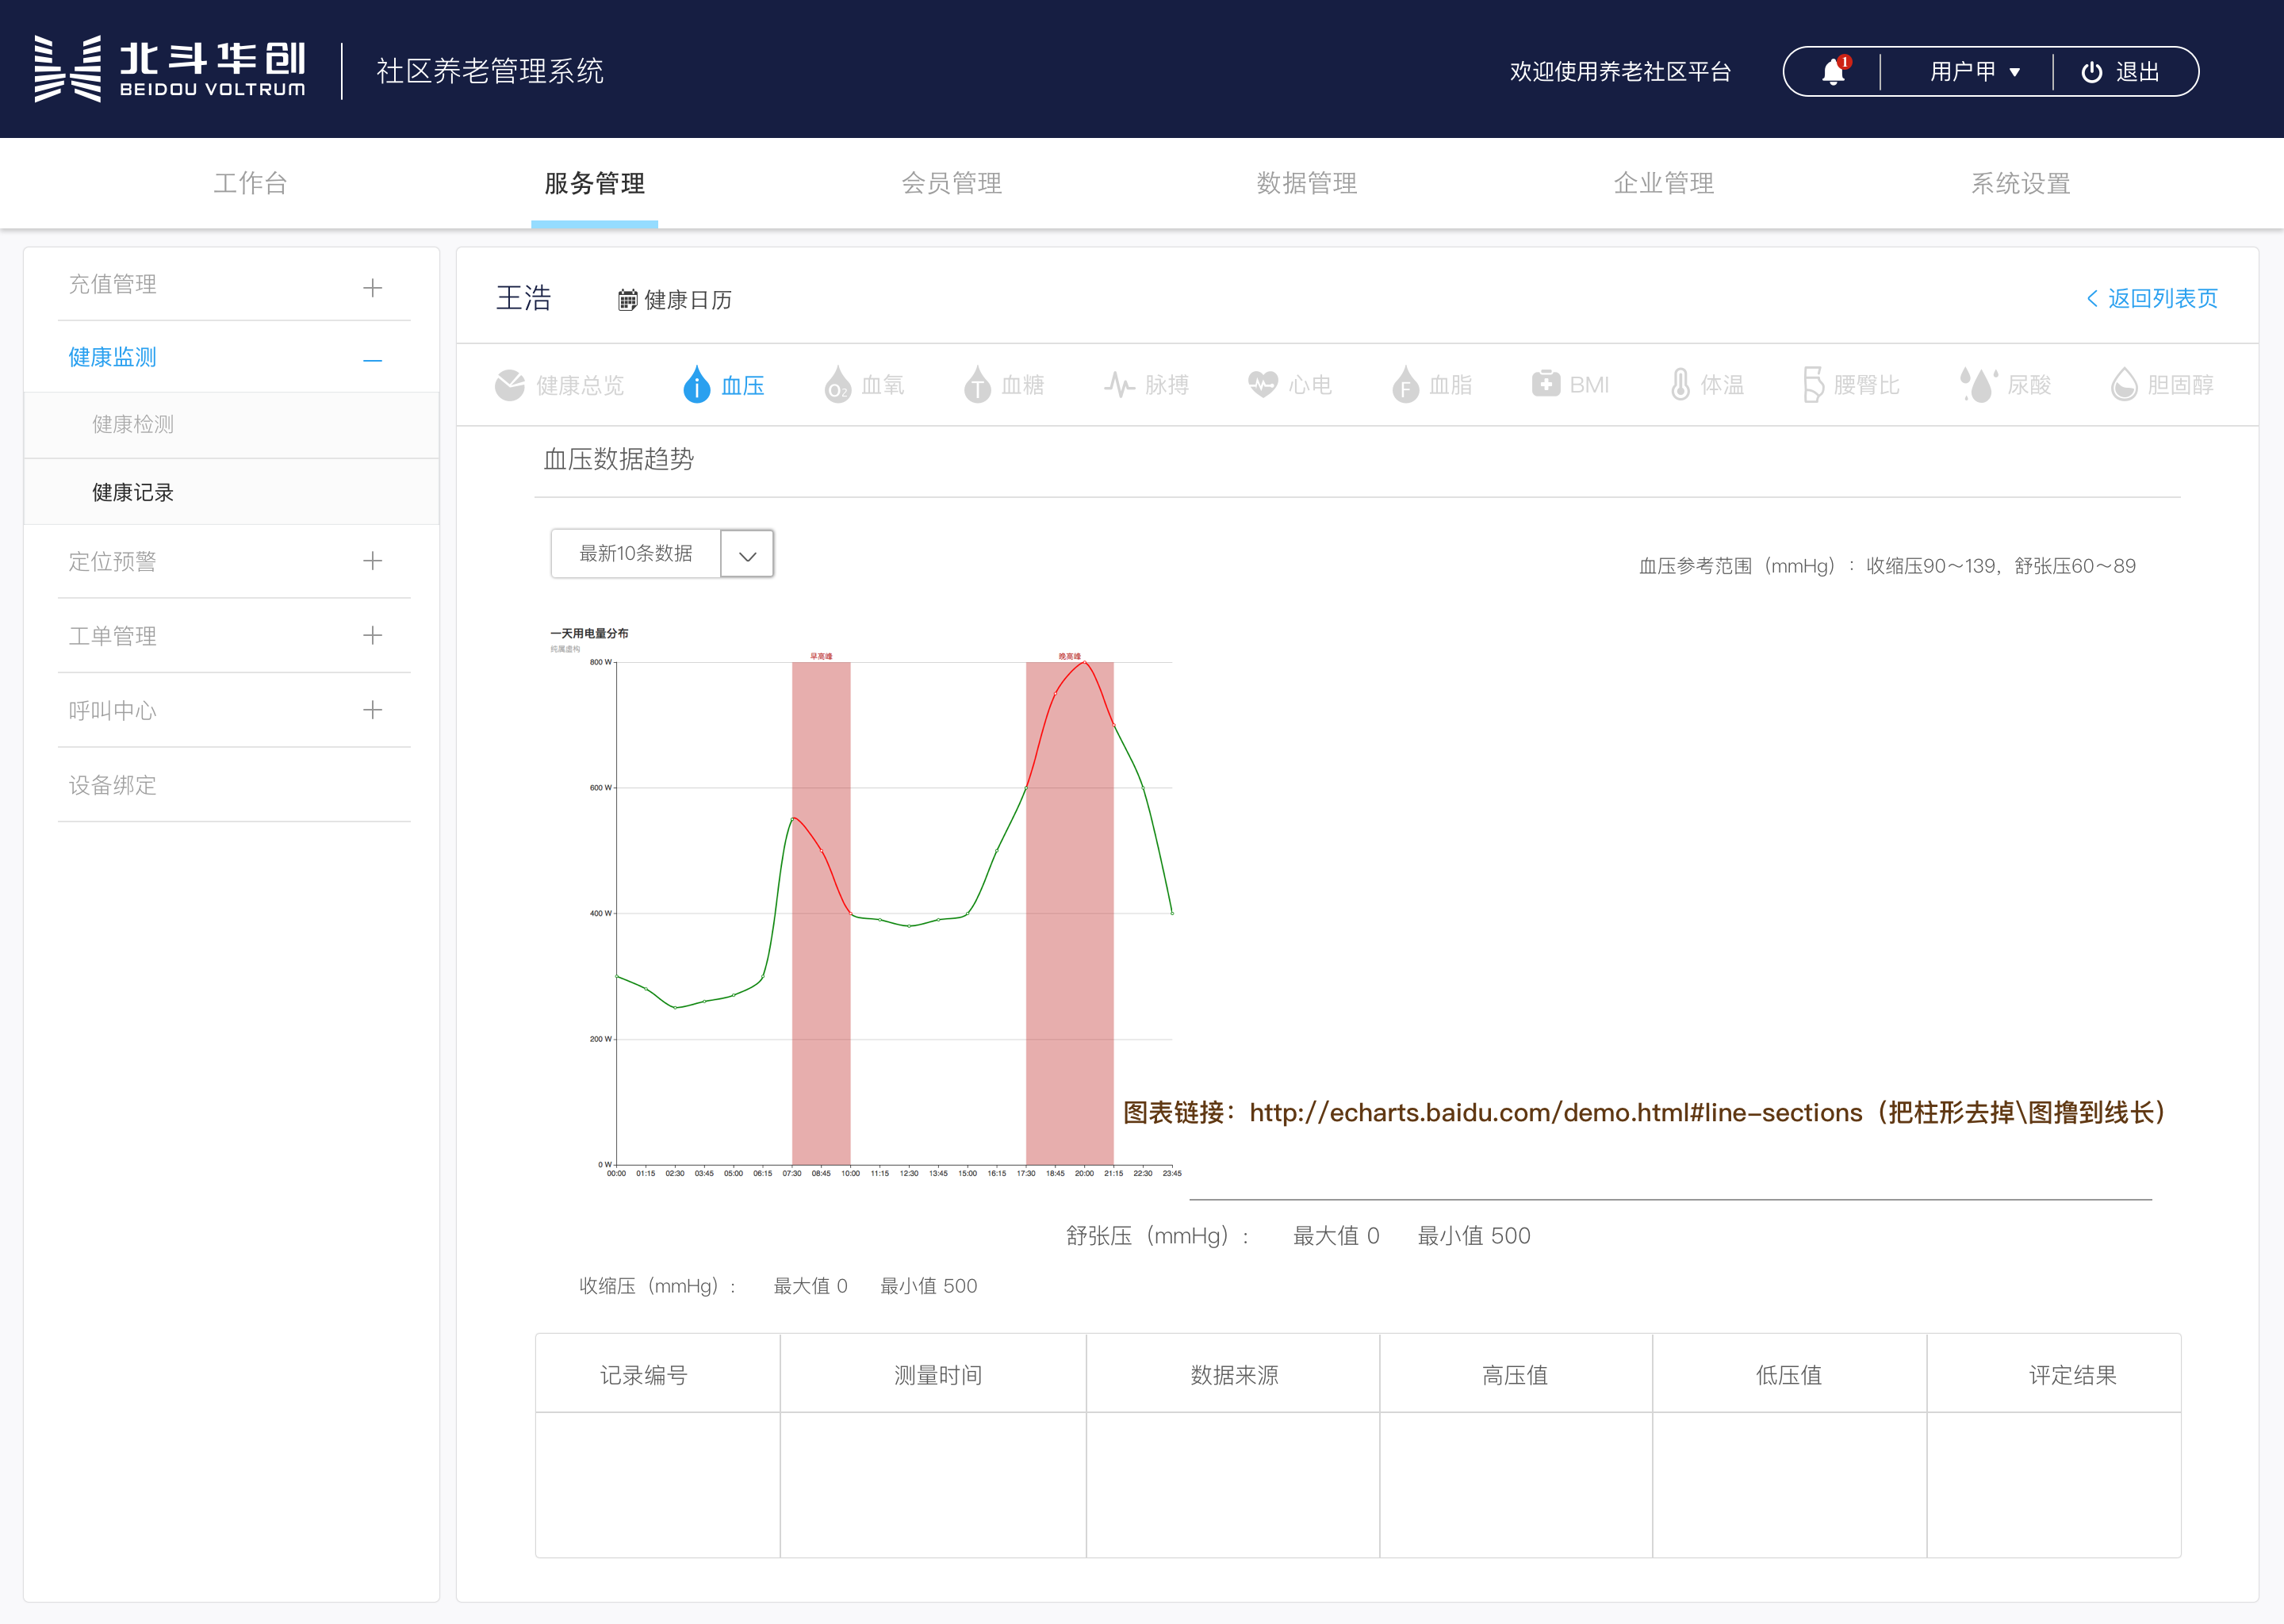 北斗华创
BEIDOU VOLTRUM
社区养老管理系统
欢迎使用养老社区平台
1
用户甲
退出
工作台
服务管理
会员管理
数据管理
企业管理
系统设置
充值管理
健康监测
健康检测
健康记录
定位预警
工单管理
呼叫中心
设备绑定
王浩
健康日历
返回列表页
健康总览
i 血压
O2 血氧
T 血糖
脉搏
心电
F 血脂
BMI
体温
腰臀比
尿酸
胆固醇
血压数据趋势
最新10条数据
血压参考范围（mmHg）：收缩压90～139，舒张压60～89
一天用电量分布
纯属虚构
早高峰
晚高峰
800 W
600 W
400 W
200 W
0 W
00:00 01:15 02:30 03:45 05:00 06:15 07:30 08:45 10:00 11:15 12:30 13:45 15:00 16:15 17:30 18:45 20:00 21:15 22:30 23:45
图表链接：http://echarts.baidu.com/demo.html#line-sections（把柱形去掉\图撸到线长）
舒张压（mmHg）： 最大值 0 最小值 500
收缩压（mmHg）： 最大值 0 最小值 500
记录编号 测量时间 数据来源 高压值 低压值 评定结果